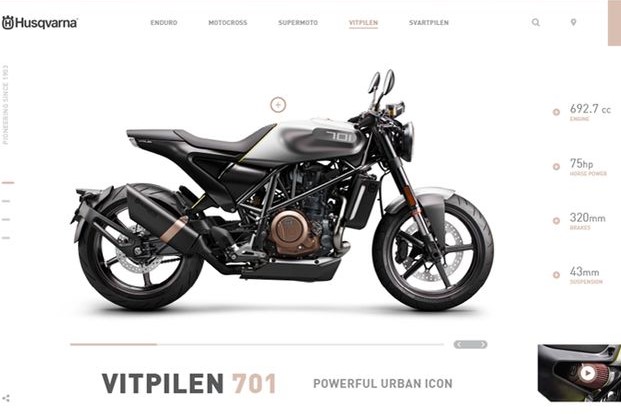 Husqvarna
ENDURO
MOTOCROSS
SUPERMOTO
VITPILEN
SVARTPILEN
PIONEERING SINCE 1903
701
692.7 cc
ENGINE
75hp
HORSE POWER
320mm
BRAKES
43mm
SUSPENSION
VITPILEN 701
POWERFUL URBAN ICON